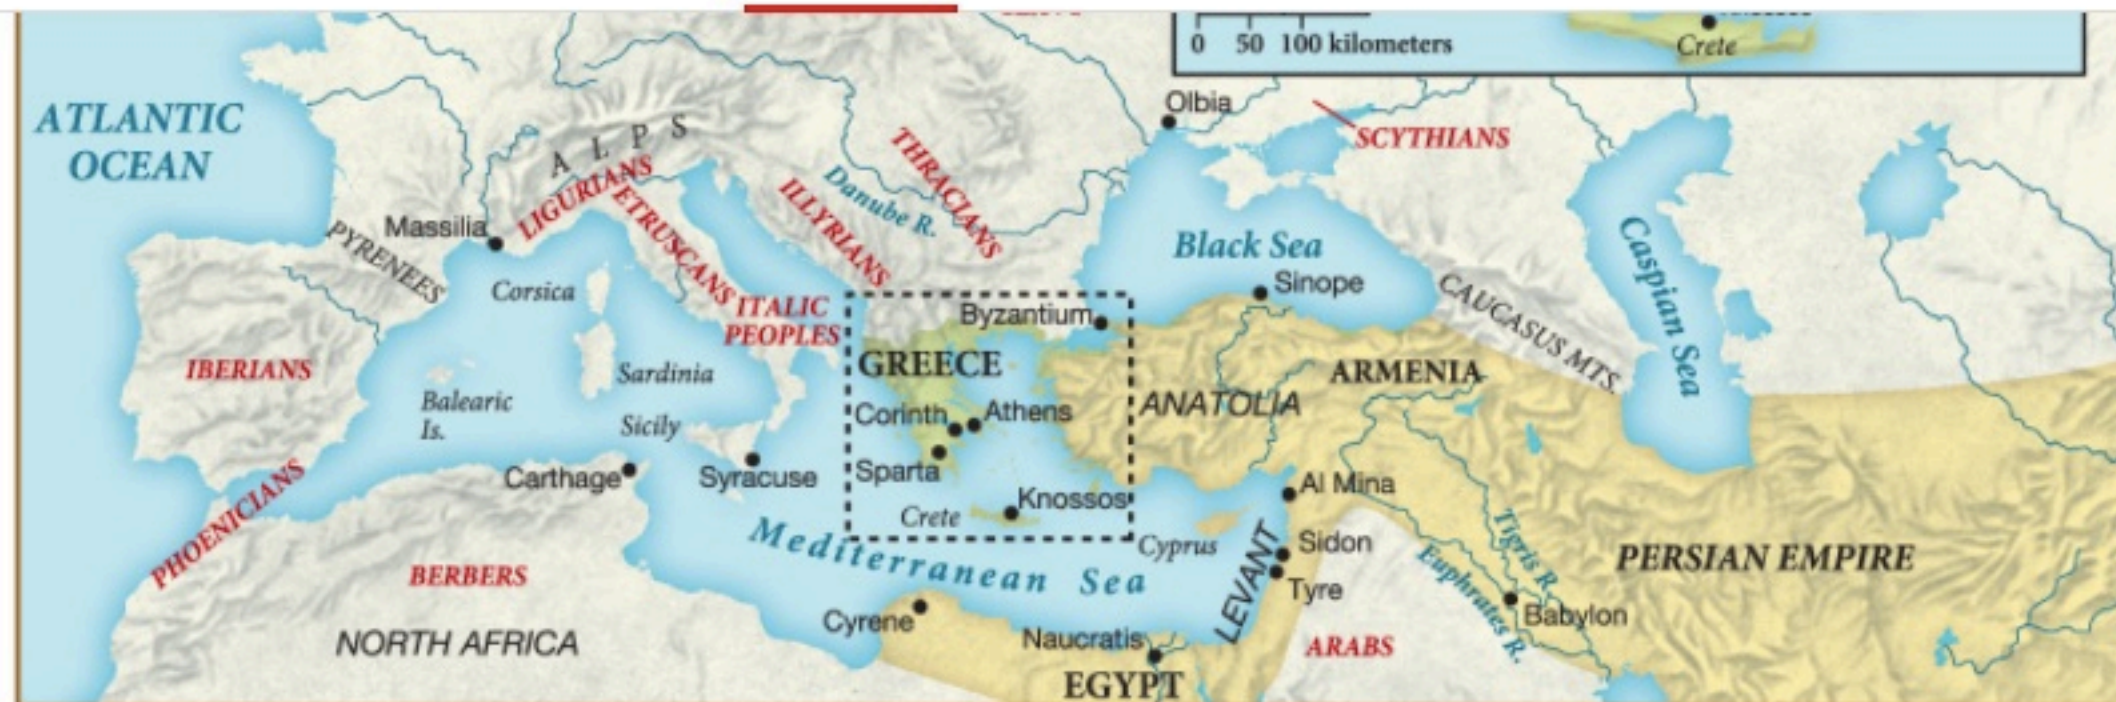 0 50 100 kilometers
Crete
ATLANTIC
OCEAN
ALPS
Olbia
SCYTHIANS
THRACIANS
LIGURIANS
ETRUSCANS
ILLYRIANS
Danube R.
Massilia
PYRENEES
Corsica
Black Sea
Sinope
Caspian Sea
CAUCASUS MTS.
ITALIC
PEOPLES
Byzantium
IBERIANS
Sardinia
GREECE
ARMENIA
Balearic
Is.
ANATOLIA
Corinth
Athens
Sicily
Carthage
Syracuse
Sparta
Al Mina
Knossos
Crete
PHOENICIANS
Mediterranean Sea
Cyprus
LEVANT
Sidon
Tyre
Tigris R.
Euphrates R.
PERSIAN EMPIRE
BERBERS
Cyrene
Babylon
NORTH AFRICA
Naucratis
ARABS
EGYPT